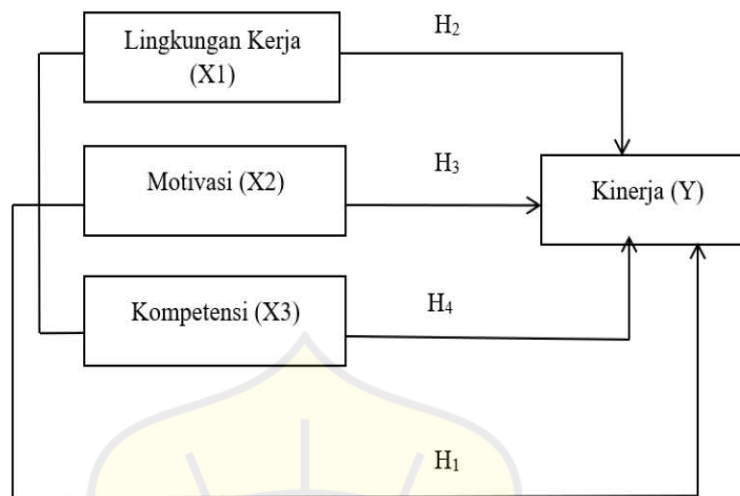 Lingkungan Kerja
(X1)
H₂
Motivasi (X2)
H₃
Kinerja (Y)
Kompetensi (X3)
H₄
H₁